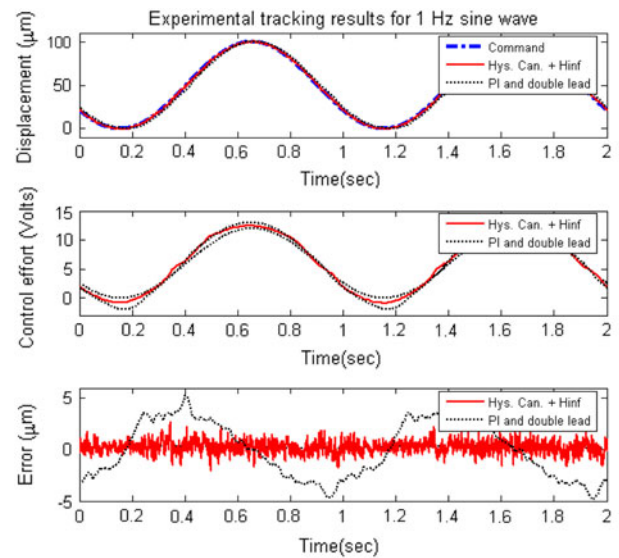 Experimental tracking results for 1 Hz sine wave
Displacement (μm)
100
50
0
Command
Hys. Can. + Hinf
PI and double lead
0 0.2 0.4 0.6 0.8 1 1.2 1.4 1.6 1.8 2
Time(sec)
Control effort (Volts)
15
10
5
0
Hys. Can. + Hinf
PI and double lead
0 0.2 0.4 0.6 0.8 1 1.2 1.4 1.6 1.8 2
Time(sec)
Error (μm)
5
0
-5
Hys. Can. + Hinf
PI and double lead
0 0.2 0.4 0.6 0.8 1 1.2 1.4 1.6 1.8 2
Time(sec)